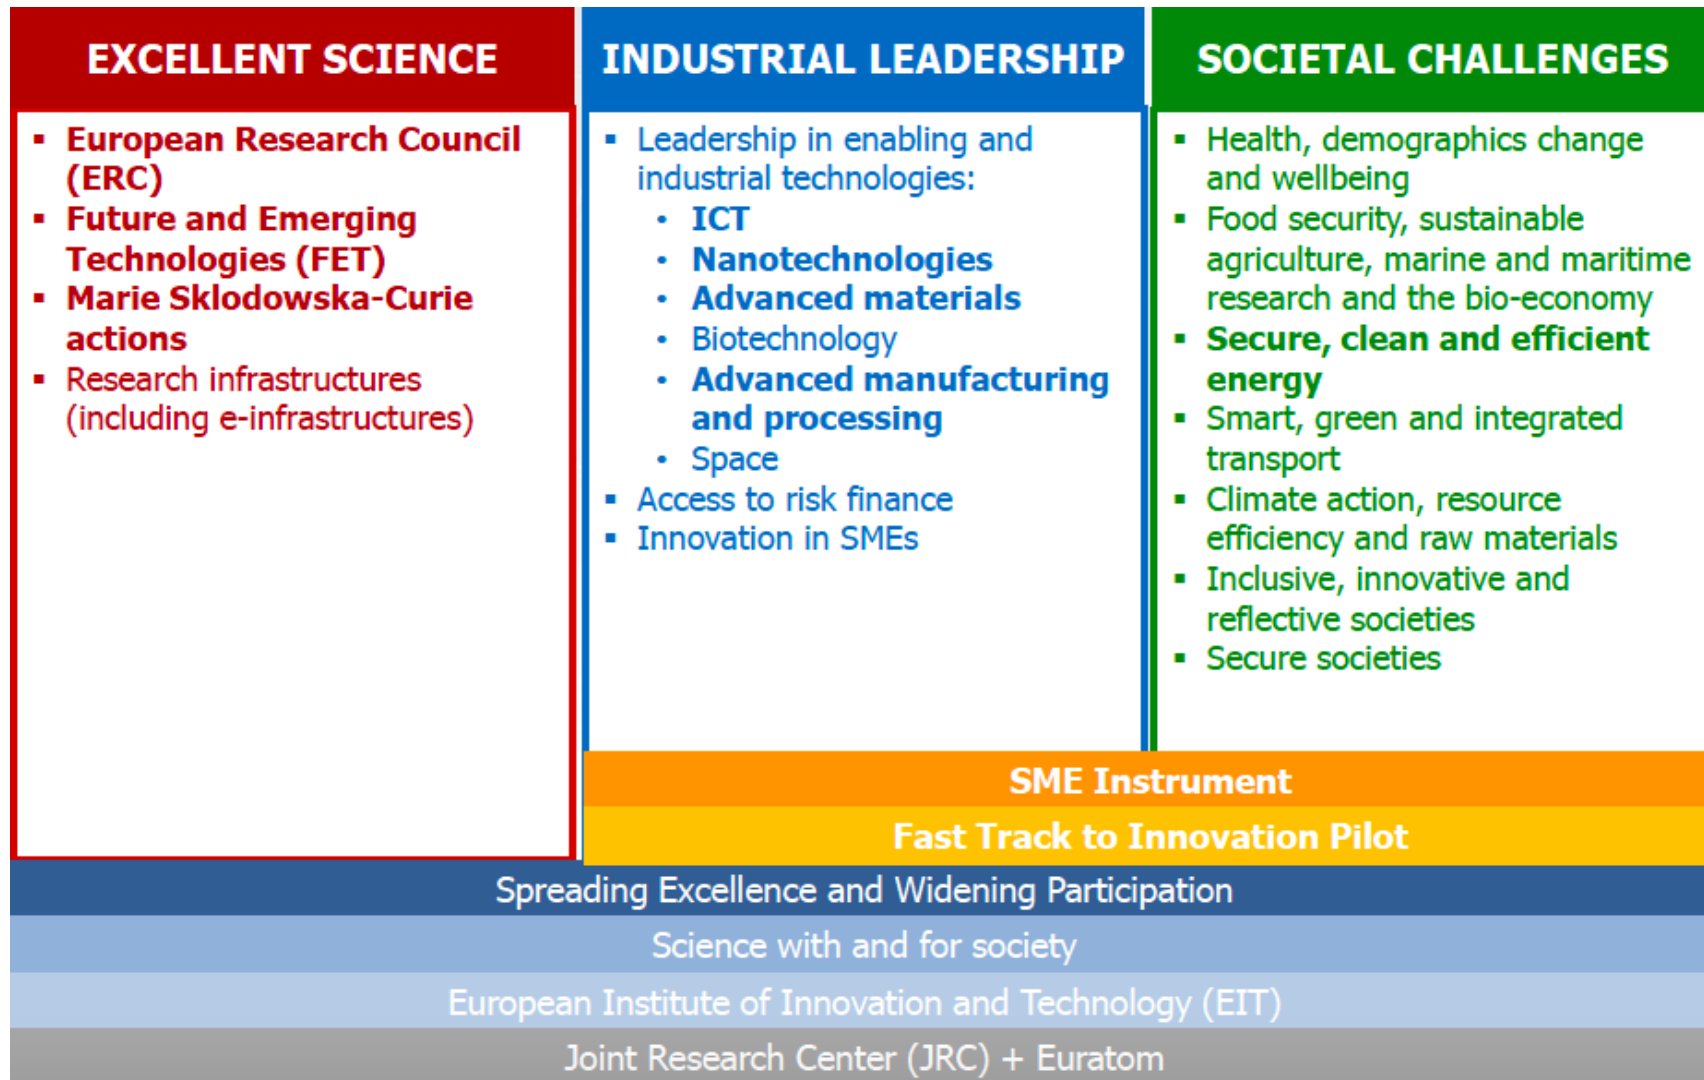 EXCELLENT SCIENCE
▪ European Research Council
(ERC)
▪ Future and Emerging
Technologies (FET)
▪ Marie Sklodowska-Curie
actions
▪ Research infrastructures
(including e-infrastructures)
INDUSTRIAL LEADERSHIP
▪ Leadership in enabling and
industrial technologies:
• ICT
• Nanotechnologies
• Advanced materials
• Biotechnology
• Advanced manufacturing
and processing
• Space
▪ Access to risk finance
▪ Innovation in SMEs
SOCIETAL CHALLENGES
▪ Health, demographics change
and wellbeing
▪ Food security, sustainable
agriculture, marine and maritime
research and the bio-economy
▪ Secure, clean and efficient
energy
▪ Smart, green and integrated
transport
▪ Climate action, resource
efficiency and raw materials
▪ Inclusive, innovative and
reflective societies
▪ Secure societies
SME Instrument
Fast Track to Innovation Pilot
Spreading Excellence and Widening Participation
Science with and for society
European Institute of Innovation and Technology (EIT)
Joint Research Center (JRC) + Euratom